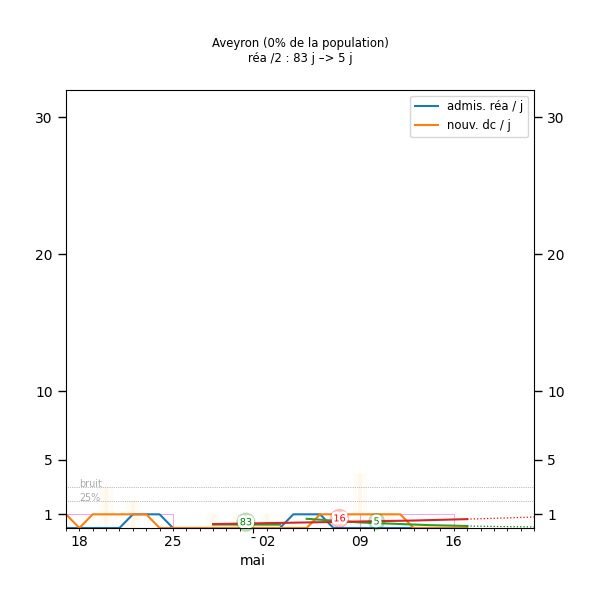 Aveyron (0% de la population)
réa /2 : 83 j –> 5 j
admis. réa / j
nouv. dc / j
30 30
20 20
10 10
5 5
bruit
25%
1 83 16 5 1
18 25 - 02 09 16
mai